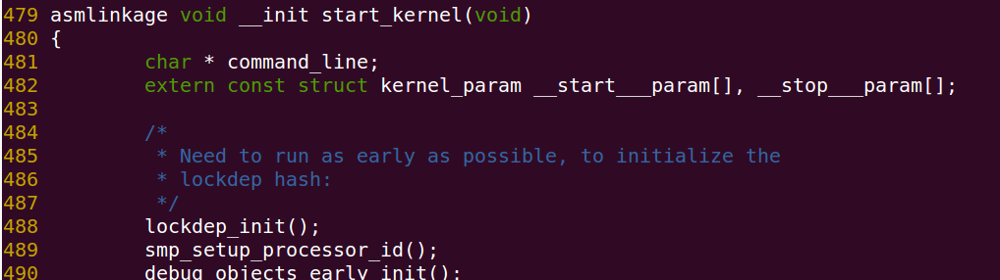 479 asmlinkage void __init start_kernel(void)
480 {
481         char * command_line;
482         extern const struct kernel_param __start___param[], __stop___param[];
483
484         /*
485          * Need to run as early as possible, to initialize the
486          * lockdep hash:
487          */
488         lockdep_init();
489         smp_setup_processor_id();
490         debug_objects_early_init();